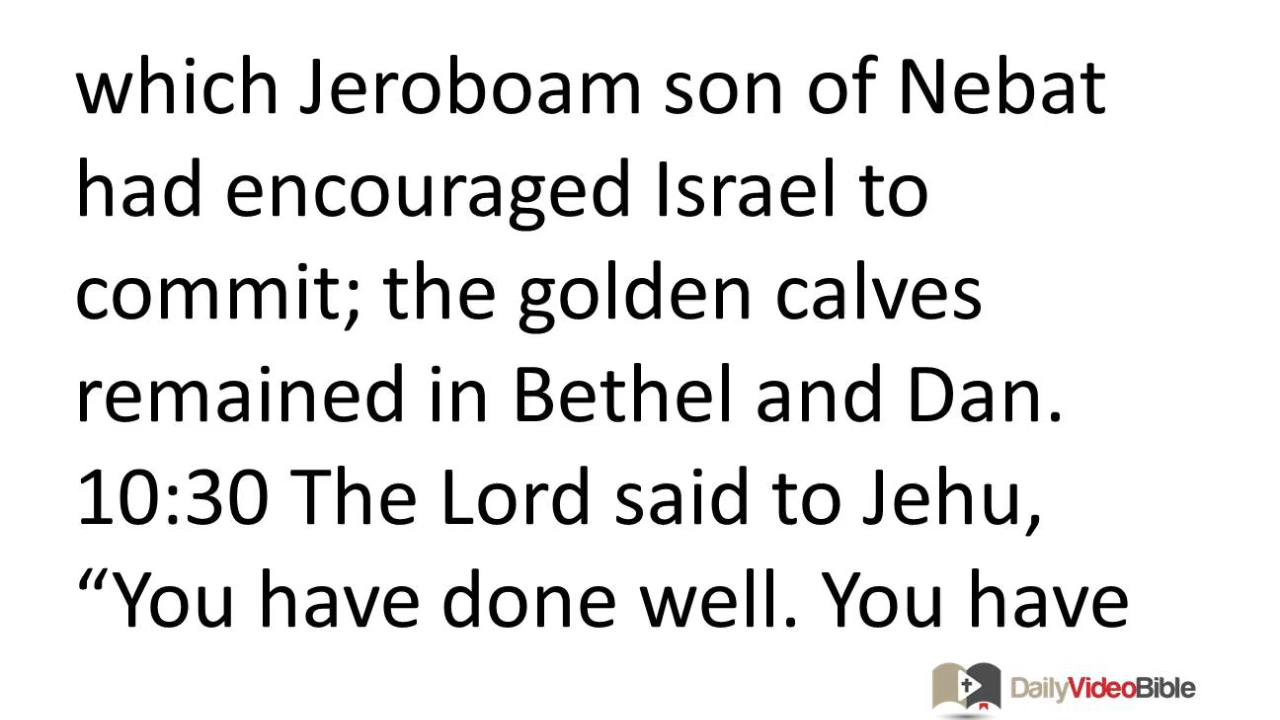 which Jeroboam son of Nebat
had encouraged Israel to
commit; the golden calves
remained in Bethel and Dan.
10:30 The Lord said to Jehu,
“You have done well. You have
DailyVideoBible